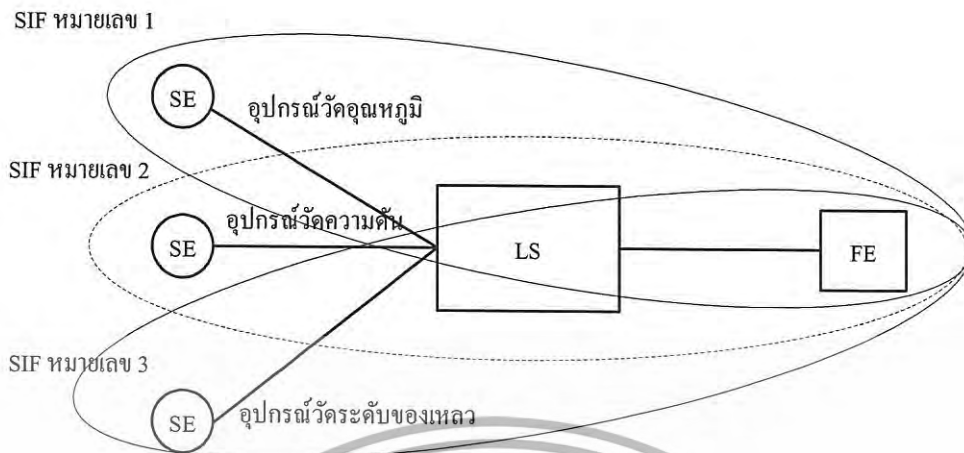 SIF หมายเลข 1
SE
อุปกรณ์วัดอุณหภูมิ
SIF หมายเลข 2
SE
อุปกรณ์วัดความดัน
LS
FE
SIF หมายเลข 3
SE
อุปกรณ์วัดระดับของเหลว